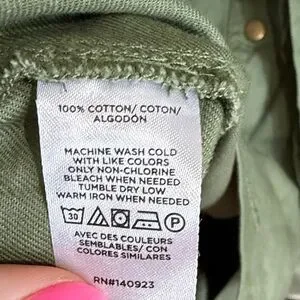 100% COTTON/ COTON/
ALGODÓN
MACHINE WASH COLD
WITH LIKE COLORS
ONLY NON-CHLORINE
BLEACH WHEN NEEDED
TUMBLE DRY LOW
WARM IRON WHEN NEEDED
30 P
AVEC DES COULEURS
SEMBLABLES/ CON
COLORES SIMILARES
RN#140923